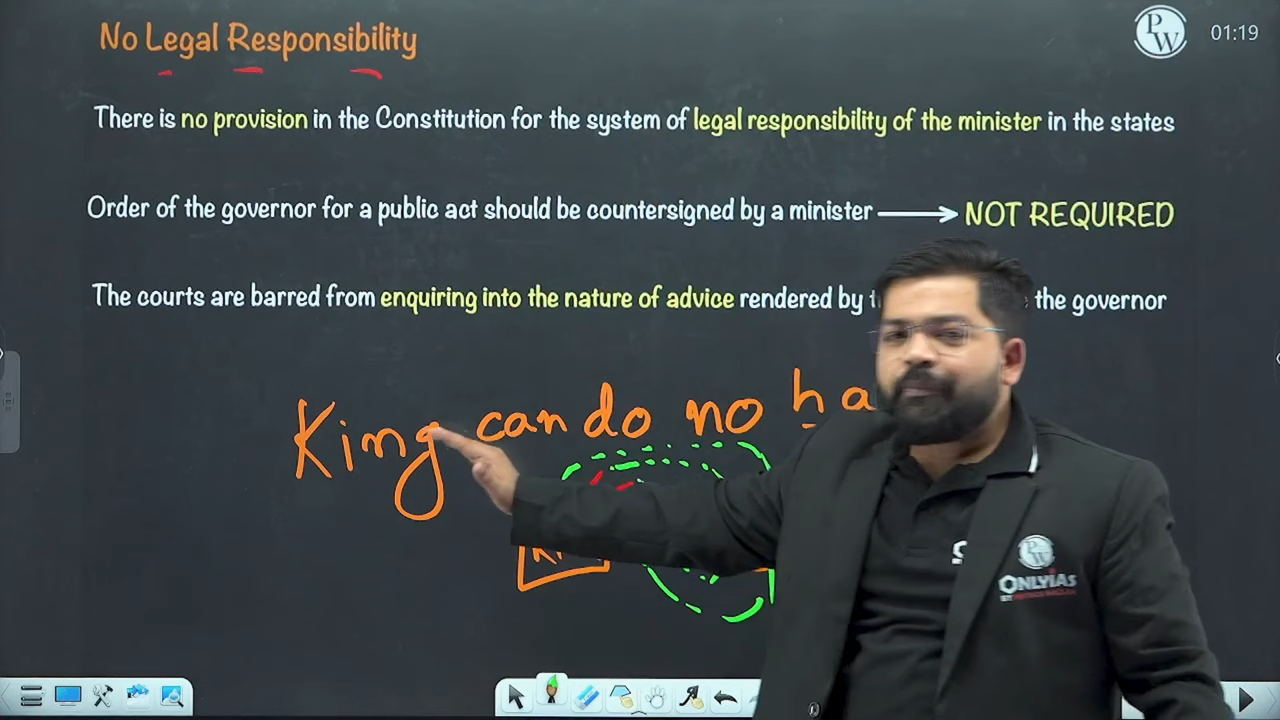 No Legal Responsibility
PW
01:19
There is no provision in the Constitution for the system of legal responsibility of the minister in the states
Order of the governor for a public act should be countersigned by a minister → NOT REQUIRED
The courts are barred from enquiring into the nature of advice rendered by the governor
King can do no ha
PW
ONLYIAS